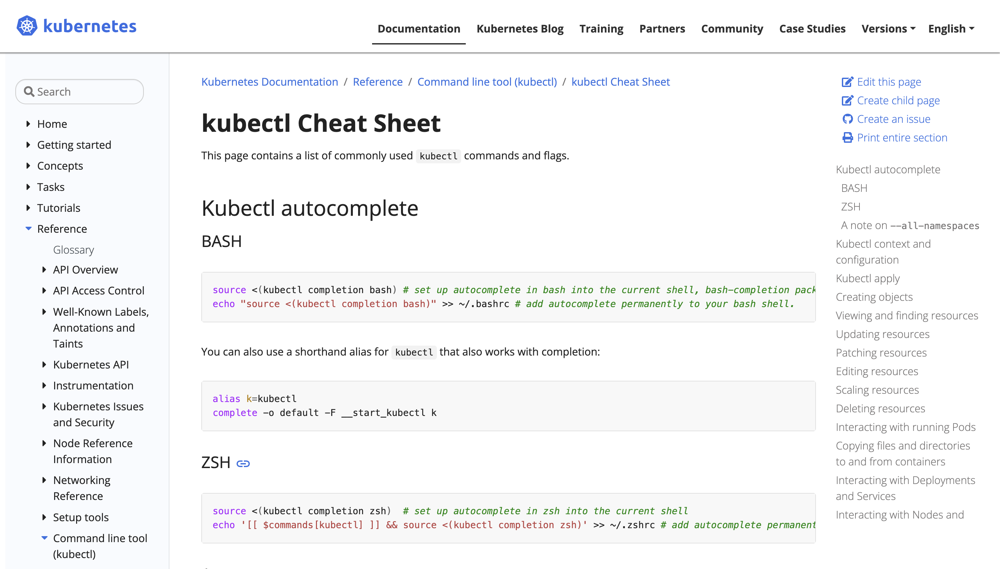 kubernetes
Documentation
Kubernetes Blog
Training
Partners
Community
Case Studies
Versions
English
Search
Home
Getting started
Concepts
Tasks
Tutorials
Reference
Glossary
API Overview
API Access Control
Well-Known Labels,
Annotations and
Taints
Kubernetes API
Instrumentation
Kubernetes Issues
and Security
Node Reference
Information
Networking
Reference
Setup tools
Command line tool
(kubectl)
Kubernetes Documentation / Reference / Command line tool (kubectl) / kubectl Cheat Sheet
kubectl Cheat Sheet
This page contains a list of commonly used kubectl commands and flags.
Kubectl autocomplete
BASH
source <(kubectl completion bash) # set up autocomplete in bash into the current shell, bash-completion pack
echo "source <(kubectl completion bash)" >> ~/.bashrc # add autocomplete permanently to your bash shell.
You can also use a shorthand alias for kubectl that also works with completion:
alias k=kubectl
complete -o default -F __start_kubectl k
ZSH
source <(kubectl completion zsh)  # set up autocomplete in zsh into the current shell
echo '[[ $commands[kubectl] ]] && source <(kubectl completion zsh)' >> ~/.zshrc # add autocomplete permanent
Edit this page
Create child page
Create an issue
Print entire section
Kubectl autocomplete
BASH
ZSH
A note on --all-namespaces
Kubectl context and
configuration
Kubectl apply
Creating objects
Viewing and finding resources
Updating resources
Patching resources
Editing resources
Scaling resources
Deleting resources
Interacting with running Pods
Copying files and directories
to and from containers
Interacting with Deployments
and Services
Interacting with Nodes and